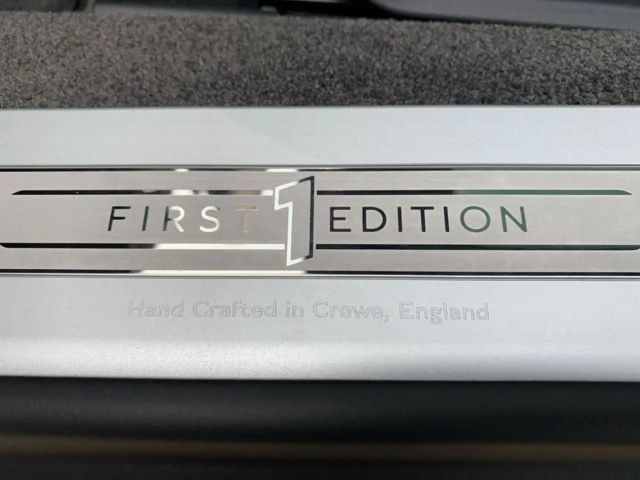 FIRST 1 EDITION
Hand Crafted in Crewe, England